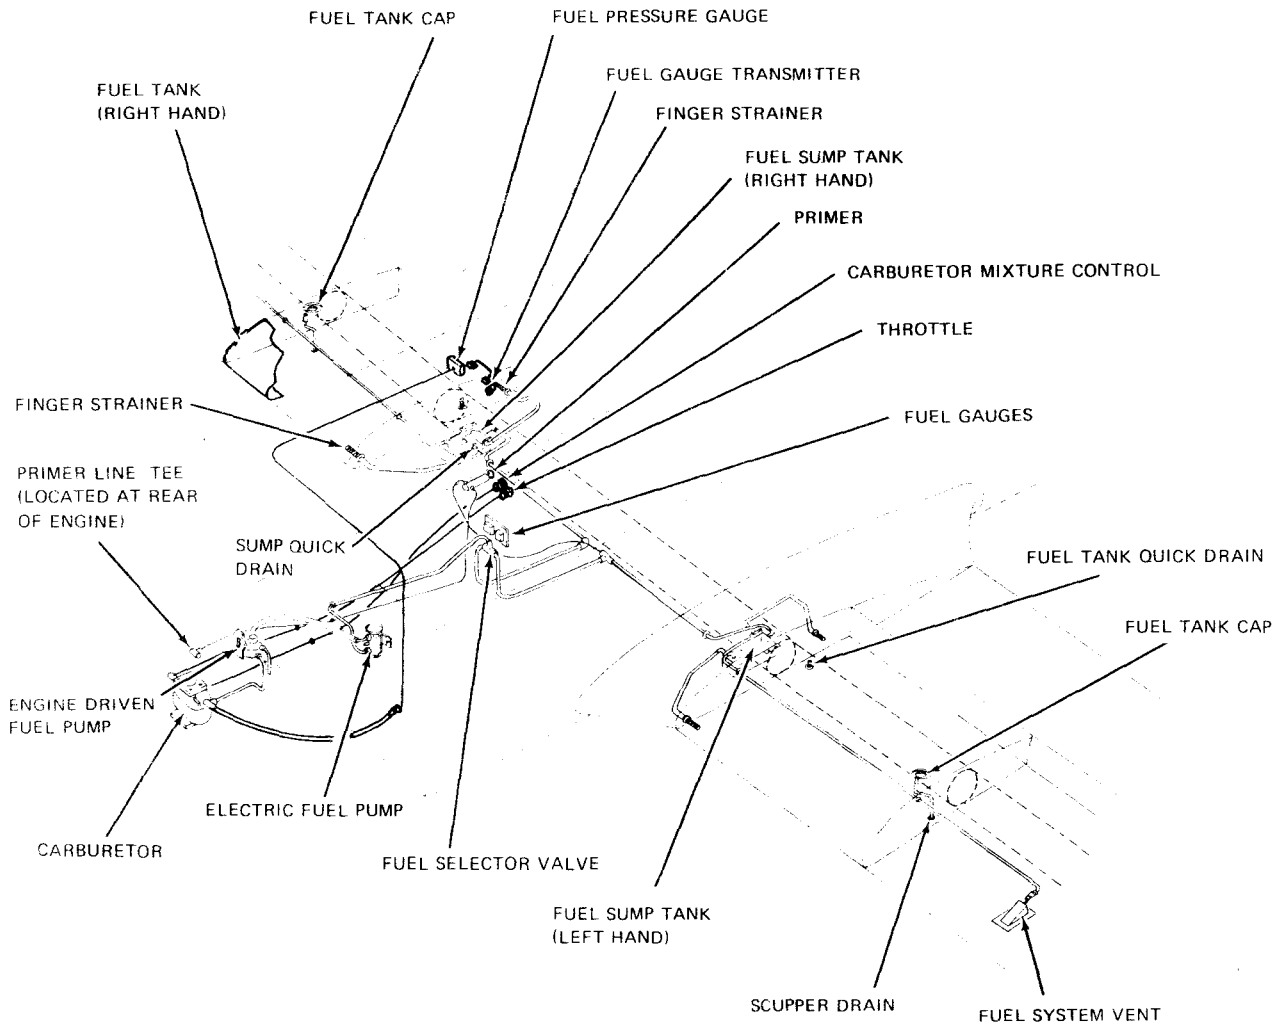 FUEL TANK CAP
FUEL PRESSURE GAUGE
FUEL TANK
(RIGHT HAND)
FUEL GAUGE TRANSMITTER
FINGER STRAINER
FUEL SUMP TANK
(RIGHT HAND)
PRIMER
CARBURETOR MIXTURE CONTROL
THROTTLE
FINGER STRAINER
FUEL GAUGES
PRIMER LINE TEE
(LOCATED AT REAR
OF ENGINE)
SUMP QUICK
DRAIN
FUEL TANK QUICK DRAIN
FUEL TANK CAP
ENGINE DRIVEN
FUEL PUMP
ELECTRIC FUEL PUMP
CARBURETOR
FUEL SELECTOR VALVE
FUEL SUMP TANK
(LEFT HAND)
SCUPPER DRAIN
FUEL SYSTEM VENT